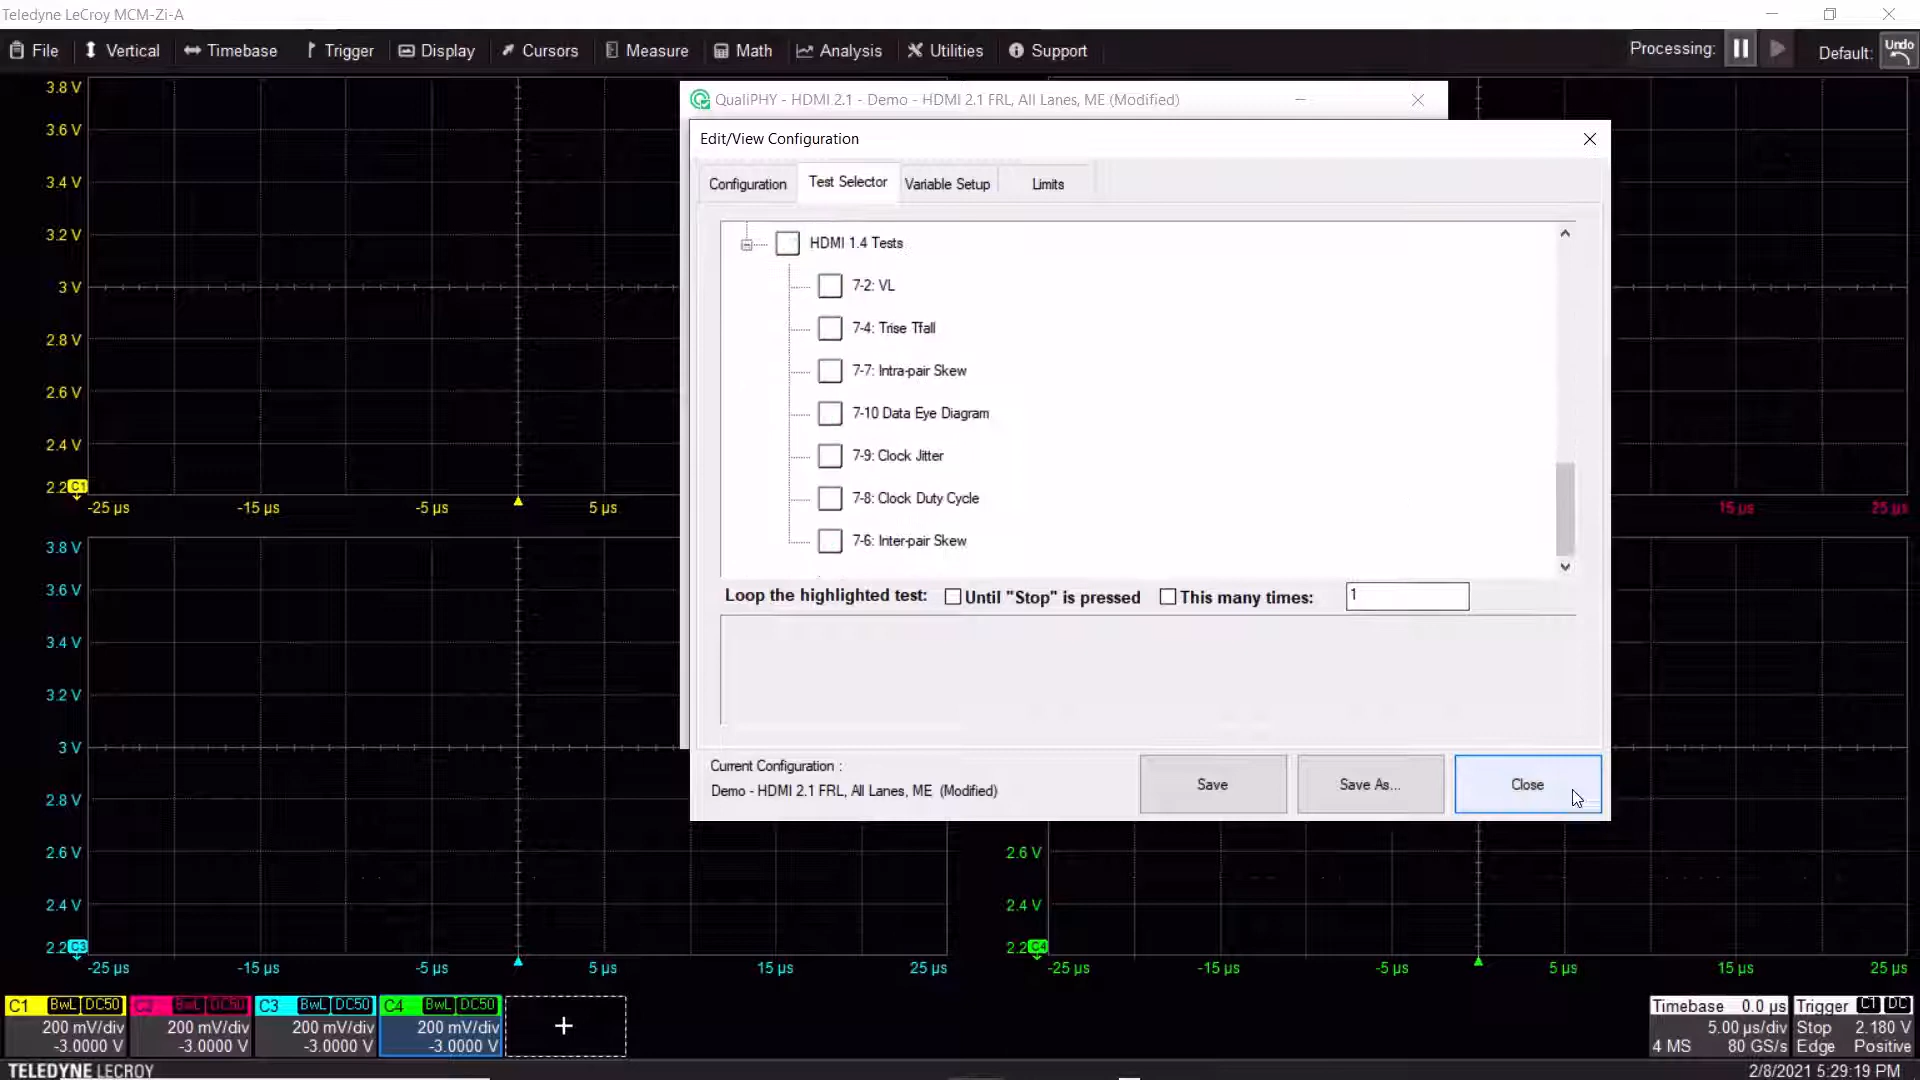 Teledyne LeCroy MCM-Zi-A
File Vertical Timebase Trigger Display Cursors Measure Math Analysis Utilities Support Processing: Default: Undo
QualiPHY - HDMI 2.1 - Demo - HDMI 2.1 FRL, All Lanes, ME (Modified)
Edit/View Configuration
Configuration Test Selector Variable Setup Limits
HDMI 1.4 Tests
7-2: VL
7-4: Trise Tfall
7-7: Intra-pair Skew
7-10 Data Eye Diagram
7-9: Clock Jitter
7-8: Clock Duty Cycle
7-6: Inter-pair Skew
Loop the highlighted test: Until "Stop" is pressed This many times: 1
Current Configuration :
Demo - HDMI 2.1 FRL, All Lanes, ME (Modified)
Save Save As... Close
3.8 V
3.6 V
3.4 V
3.2 V
3 V
2.8 V
2.6 V
2.4 V
2.2 C1
-25 µs -15 µs -5 µs 5 µs 15 µs 25 µs
3.8 V
3.6 V
3.4 V
3.2 V
3 V
2.8 V
2.6 V 2.6 V
2.4 V 2.4 V
2.2 C3 2.2 C4
-25 µs -15 µs -5 µs 5 µs 15 µs 25 µs -25 µs -15 µs -5 µs 5 µs 15 µs 25 µs
C1 BwL DC50 C2 BwL DC50 C3 BwL DC50 C4 BwL DC50
200 mV/div 200 mV/div 200 mV/div 200 mV/div +
-3.0000 V -3.0000 V -3.0000 V -3.0000 V
Timebase 0.0 µs Trigger C1 DC
5.00 µs/div Stop 2.180 V
4 MS 80 GS/s Edge Positive
TELEDYNE LECROY 2/8/2021 5:29:19 PM